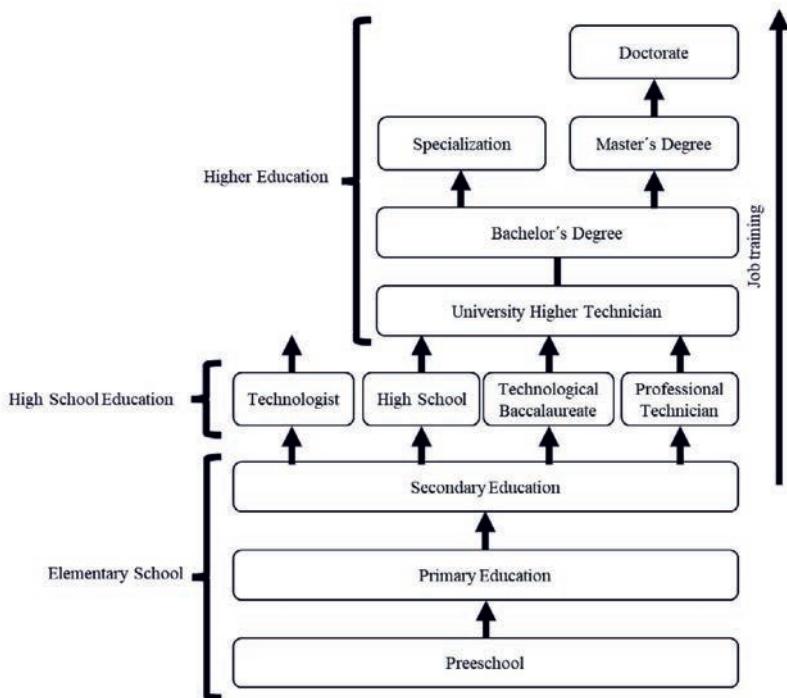 Doctorate
Specialization
Master´s Degree
Higher Education
Bachelor´s Degree
Job training
University Higher Technician
High School Education
Technologist
High School
Technological
Baccalaureate
Professional
Technician
Secondary Education
Elementary School
Primary Education
Preeschool